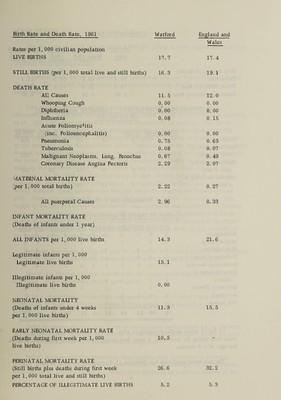 Birth Rate and Death Rate, 1961 Watford England and
Wales
Rates per 1,000 civilian population
LIVE BIRTHS 17.7 17.4
STILL BIRTHS (per 1,000 total live and still births) 16.3 19.1
DEATH RATE
All Causes 11.5 12.0
Whooping Cough 0.00 0.00
Diphtheria 0.00 0.00
Influenza 0.08 0.15
Acute Poliomyelitis
(inc. Polioencephalitis) 0.00 0.00
Pneumonia 0.75 0.65
Tuberculosis 0.08 0.07
Malignant Neoplasms, Lung, Bronchus 0.67 0.49
Coronary Disease Angina Pectoris 2.29 2.07
MATERNAL MORTALITY RATE
(per 1,000 total births) 2.22 0.27
All puerperal Causes 2.96 0.33
INFANT MORTALITY RATE
(Deaths of infants under 1 year)
ALL INFANTS per 1,000 live births 14.3 21.6
Legitimate infants per 1,000
Legitimate live births 15.1
Illegitimate infants per 1,000
Illegitimate live births 0.00
NEONATAL MORTALITY
(Deaths of infants under 4 weeks 11.3 15.5
per 1,000 live births)
EARLY NEONATAL MORTALITY RATE
(Deaths during first week per 1,000 10.5 -
live births)
PERINATAL MORTALITY RATE
(Still births plus deaths during first week 26.6 32.2
per 1,000 total live and still births)
PERCENTAGE OF ILLEGITIMATE LIVE BIRTHS 5.2 5.3